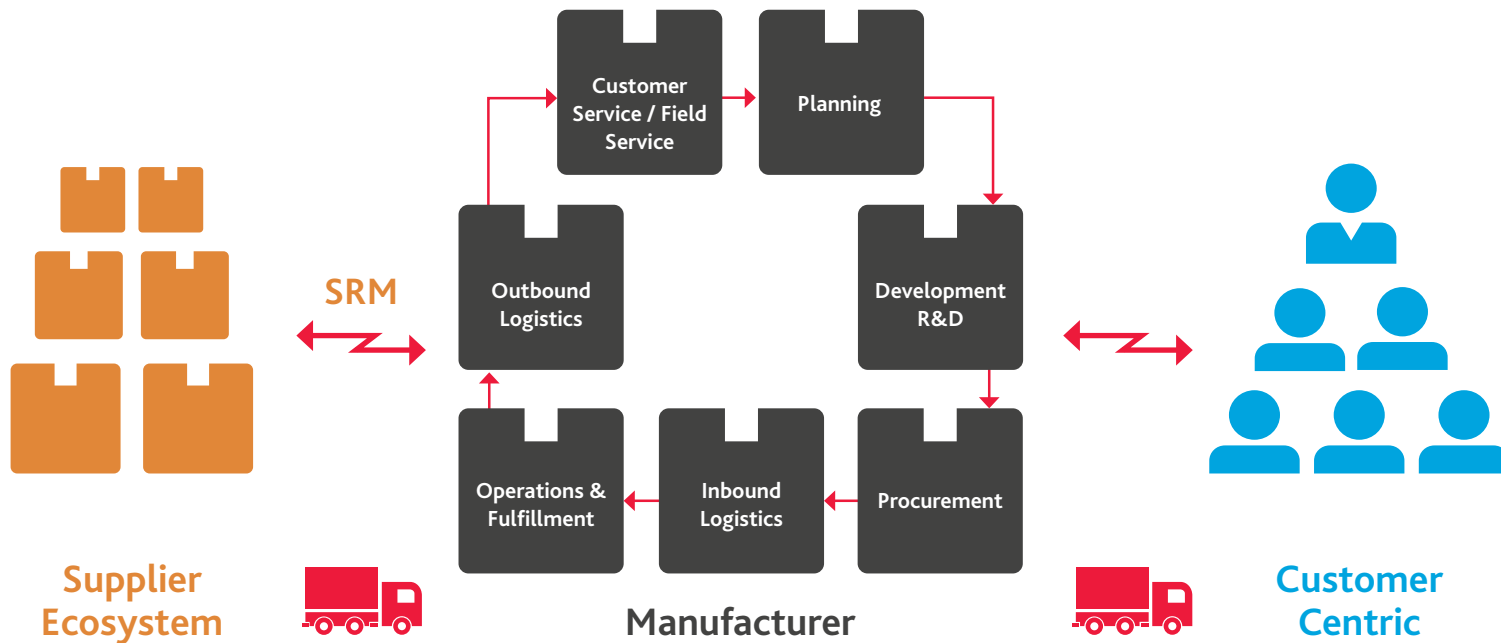 Customer
Service / Field
Service
Planning
SRM
Outbound
Logistics
Development
R&D
Operations &
Fulfillment
Inbound
Logistics
Procurement
Supplier
Ecosystem
Manufacturer
Customer
Centric